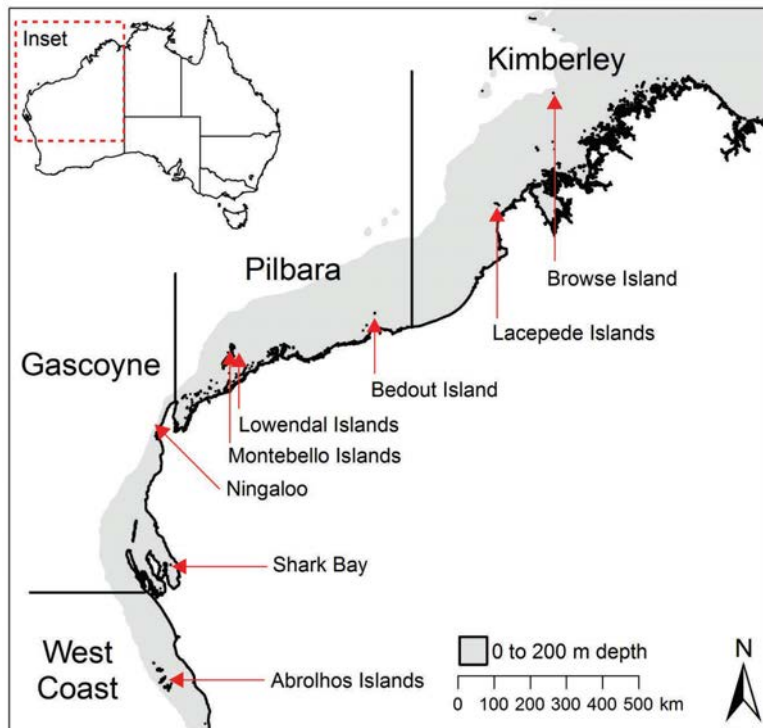 Inset
Kimberley
Pilbara
Browse Island
Lacepede Islands
Gascoyne
Bedout Island
Lowendal Islands
Montebello Islands
Ningaloo
Shark Bay
West
Coast
Abrolhos Islands
0 to 200 m depth
N
0 100 200 300 400 500 km